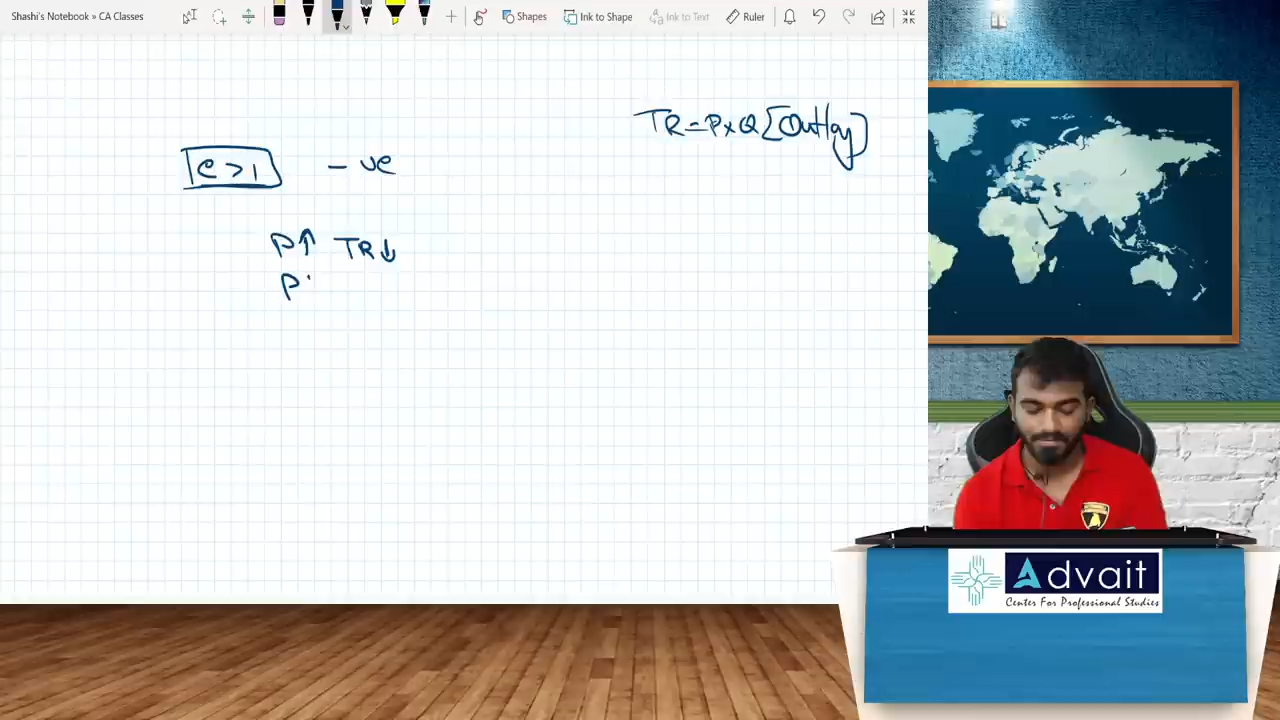 Shashi's Notebook » CA Classes
Shapes
Ink to Shape
Ink to Text
Ruler
TR = P x Q [Outlay]
e > 1 - ve
P↑ TR↓
P
Advait
Center For Professional Studies